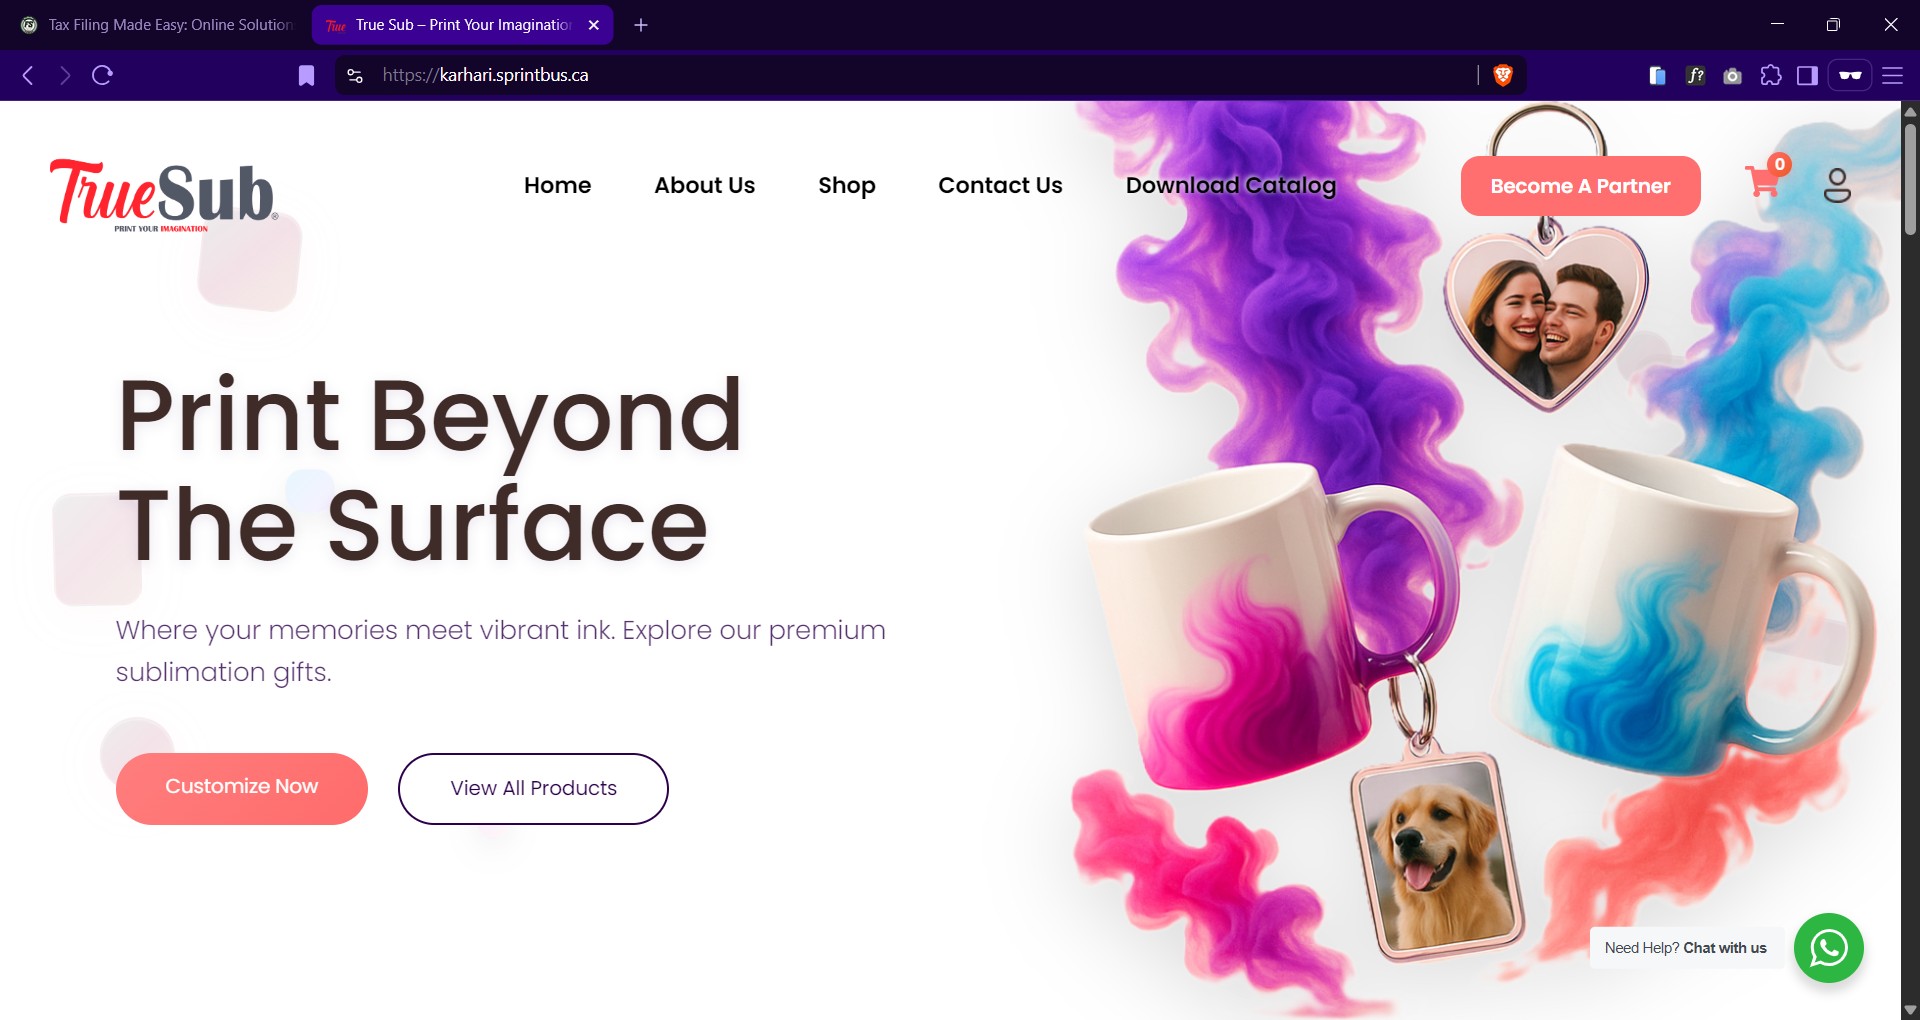 Tax Filing Made Easy: Online Solution
True Sub – Print Your Imagination
https://karhari.sprintbus.ca
TrueSub®
PRINT YOUR IMAGINATION
Home
About Us
Shop
Contact Us
Download Catalog
Become A Partner
0
Print Beyond
The Surface
Where your memories meet vibrant ink. Explore our premium
sublimation gifts.
Customize Now
View All Products
Need Help? Chat with us